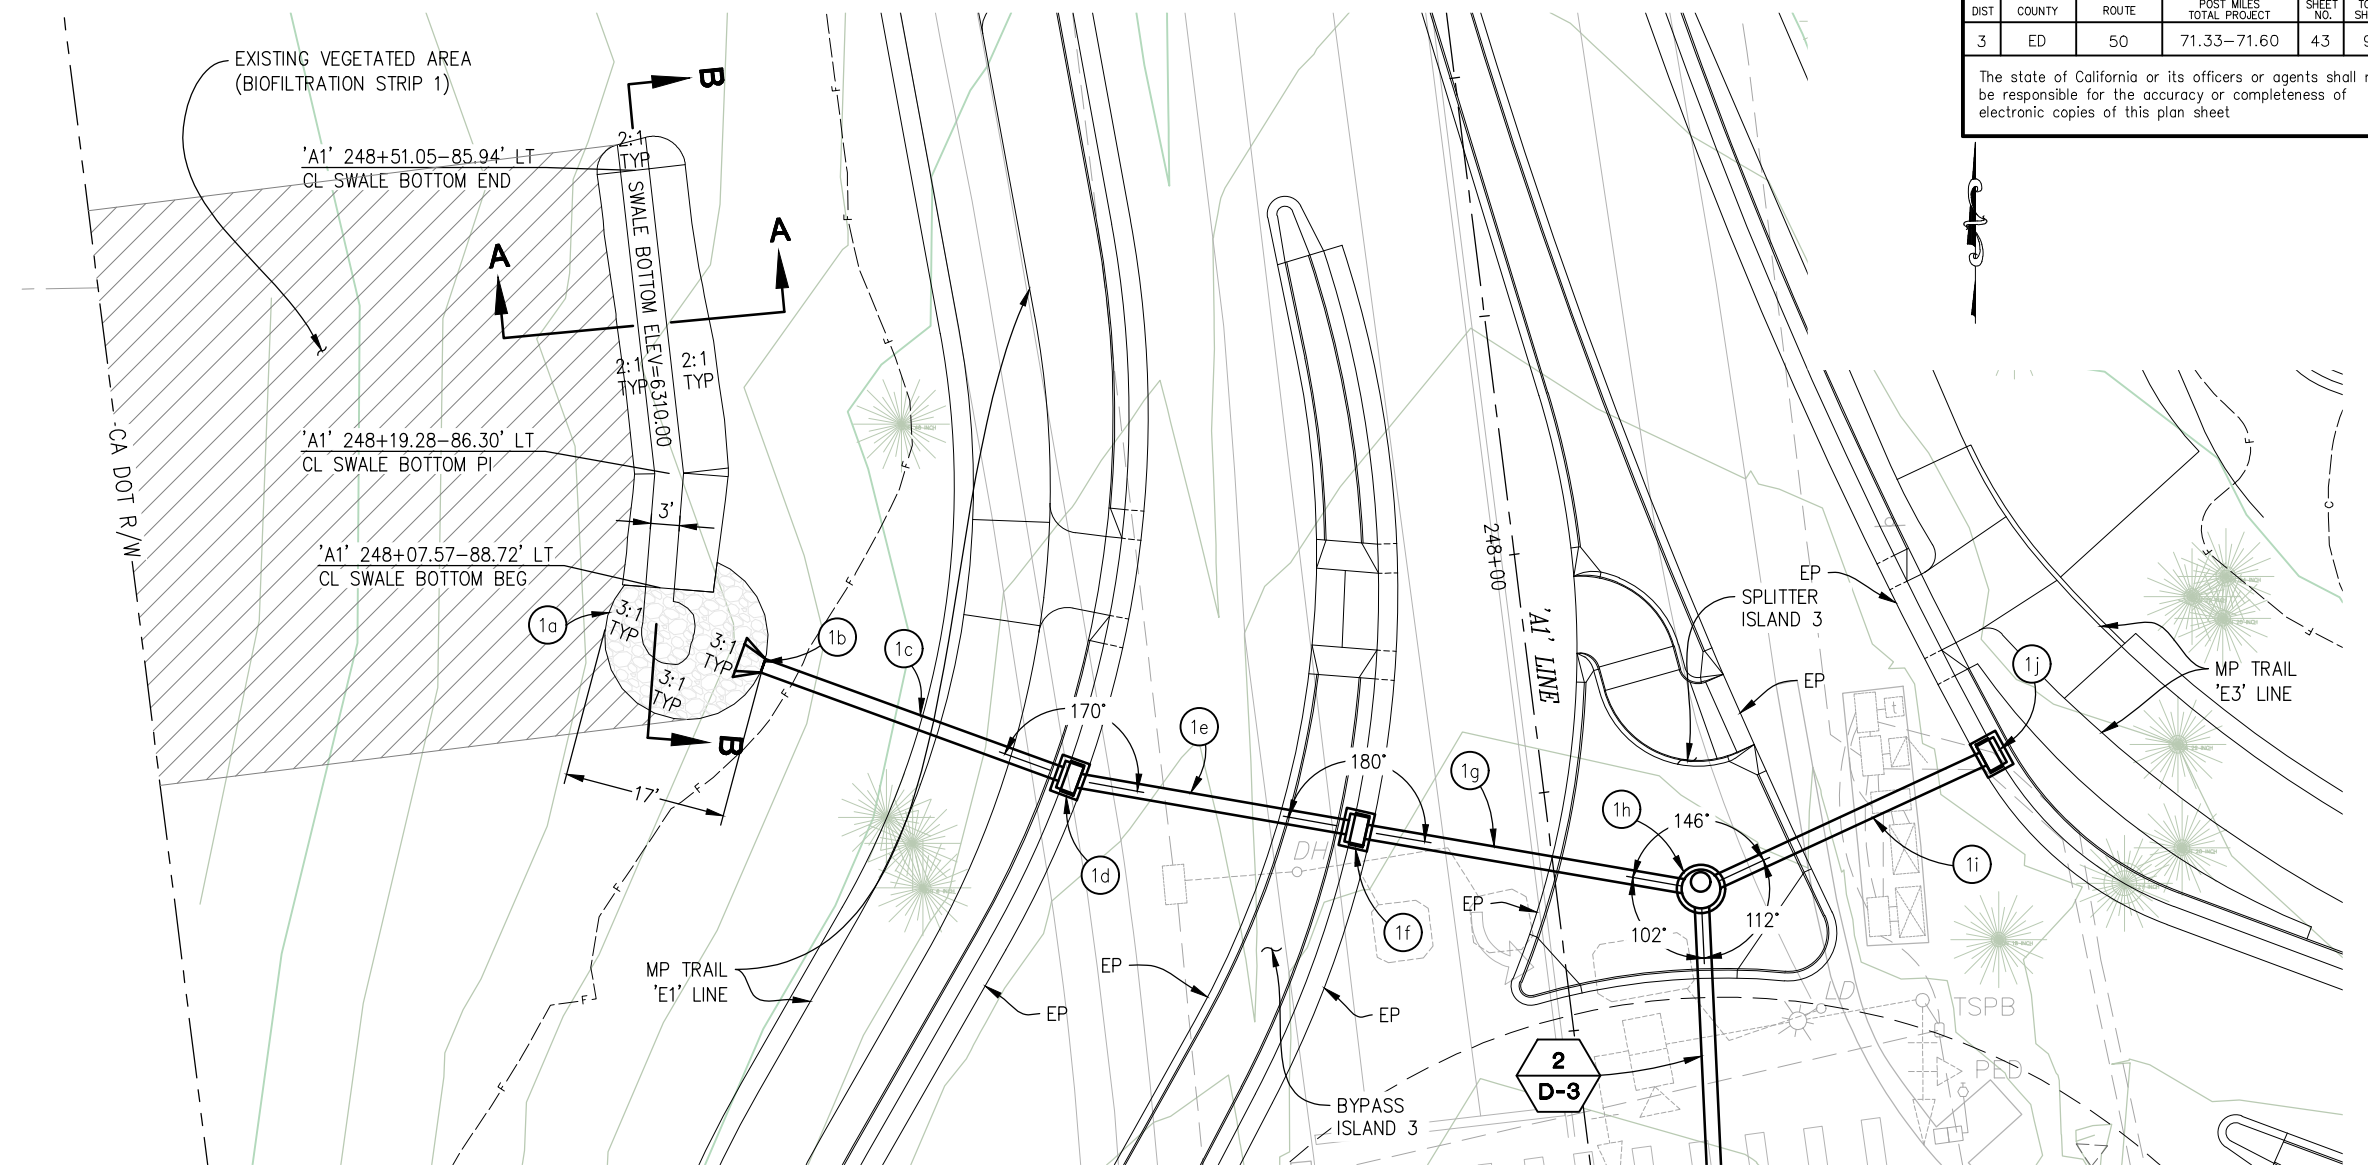 DIST
COUNTY
ROUTE
POST MILES
TOTAL PROJECT
SHEET
NO.
3
ED
50
71.33-71.60
43
The state of California or its officers or agents shall
be responsible for the accuracy or completeness of
electronic copies of this plan sheet
EXISTING VEGETATED AREA
(BIOFILTRATION STRIP 1)
B
2:1
TYP
'A1' 248+51.05-85.94' LT
CL SWALE BOTTOM END
SWALE BOTTOM ELEV=6310.00
A
A
2:1
TYP
2:1
TYP
'A1' 248+19.28-86.30' LT
CL SWALE BOTTOM PI
CA DOT R/W
3'
'A1' 248+07.57-88.72' LT
CL SWALE BOTTOM BEG
1a
3:1
TYP
3:1
TYP
3:1
TYP
1b
1c
B
17'
170°
1e
180°
1g
1h
146°
1d
1f
102°
112°
1i
1j
248+00
'A1' LINE
SPLITTER
ISLAND 3
EP
EP
EP
MP TRAIL
'E3' LINE
MP TRAIL
'E1' LINE
EP
EP
EP
DH
LD
TSPB
PED
2
D-3
BYPASS
ISLAND 3
F
F
F
F
F
F
F
F
F
F
F
F
F
C